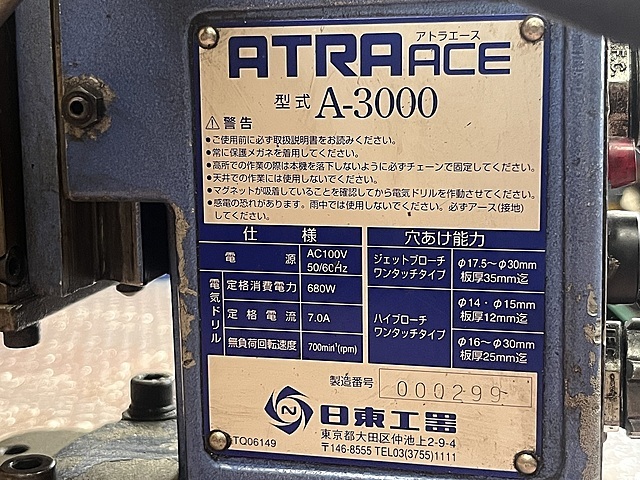 アトラエース
ATRA ACE
型式 A-3000
⚠警告
●ご使用前に必ず取扱説明書をお読みください。
●常に保護メガネを着用してください。
●高所での作業の際は本機を落下しないように必ずチェーンで固定してください。
●天井での作業には使用しないでください。
●マグネットが吸着していることを確認してから電気ドリルを作動させてください。
●感電の恐れがあります。雨中では使用しないでください。必ずアース(接地)
してください。
仕様
電源 AC100V
50/60Hz
電気ドリル
定格消費電力 680W
定格電流 7.0A
無負荷回転速度 700min⁻¹(rpm)
穴あけ能力
ジェットブローチ
ワンタッチタイプ
φ17.5～φ30mm
板厚35mm迄
ハイブローチ
ワンタッチタイプ
φ14・φ15mm
板厚12mm迄
φ16～φ30mm
板厚25mm迄
製造番号 000299
日東工器
TQ06149
東京都大田区仲池上2-9-4
〒146-8555 TEL03(3755)1111